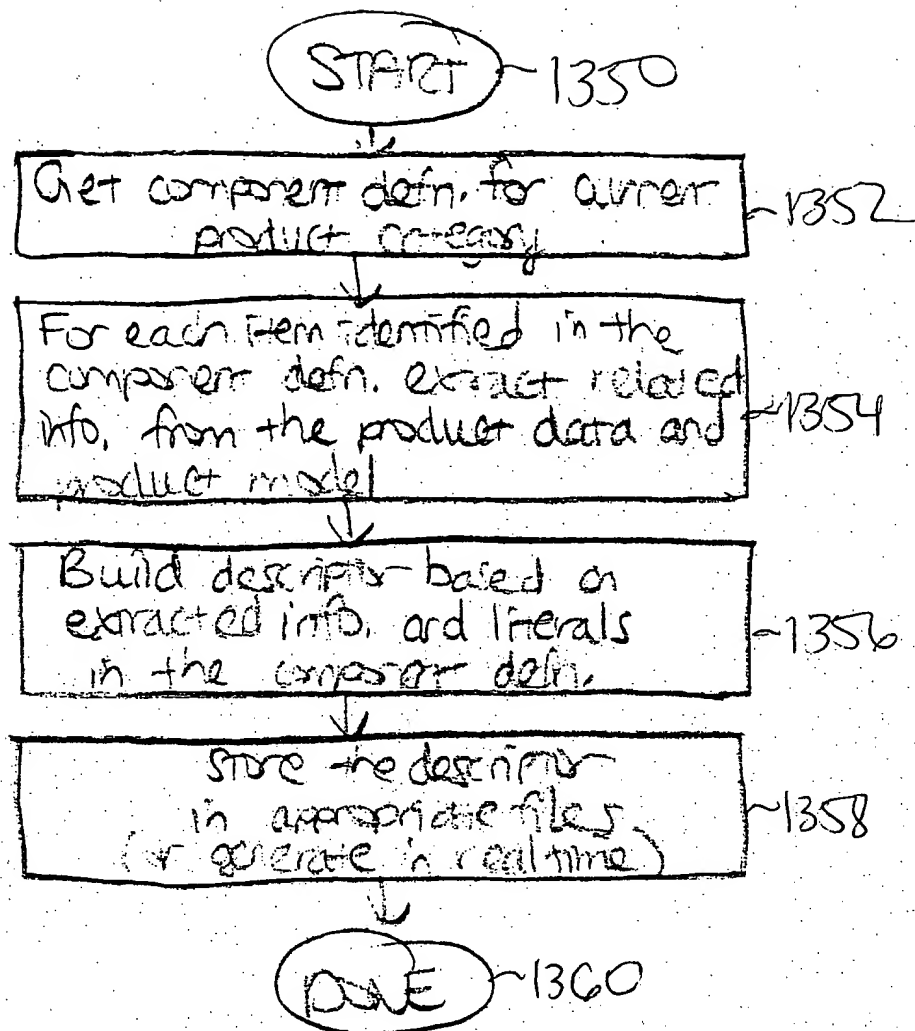 START ~1350
Get component defn. for current
product category ~1352
For each item identified in the
component defn. extract related
info. from the product data and ~1354
product model
Build descriptor based on
extracted info. and literals ~1356
in the component defn.
store the descriptor
in appropriate files ~1358
(or generate in real time)
DONE ~1360